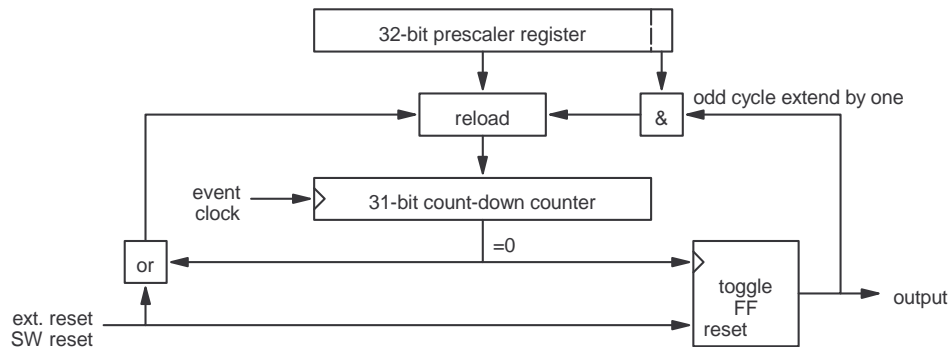 32-bit prescaler register
odd cycle extend by one
reload
&
event
clock
31-bit count-down counter
=0
or
toggle
FF
output
ext. reset
SW reset
reset